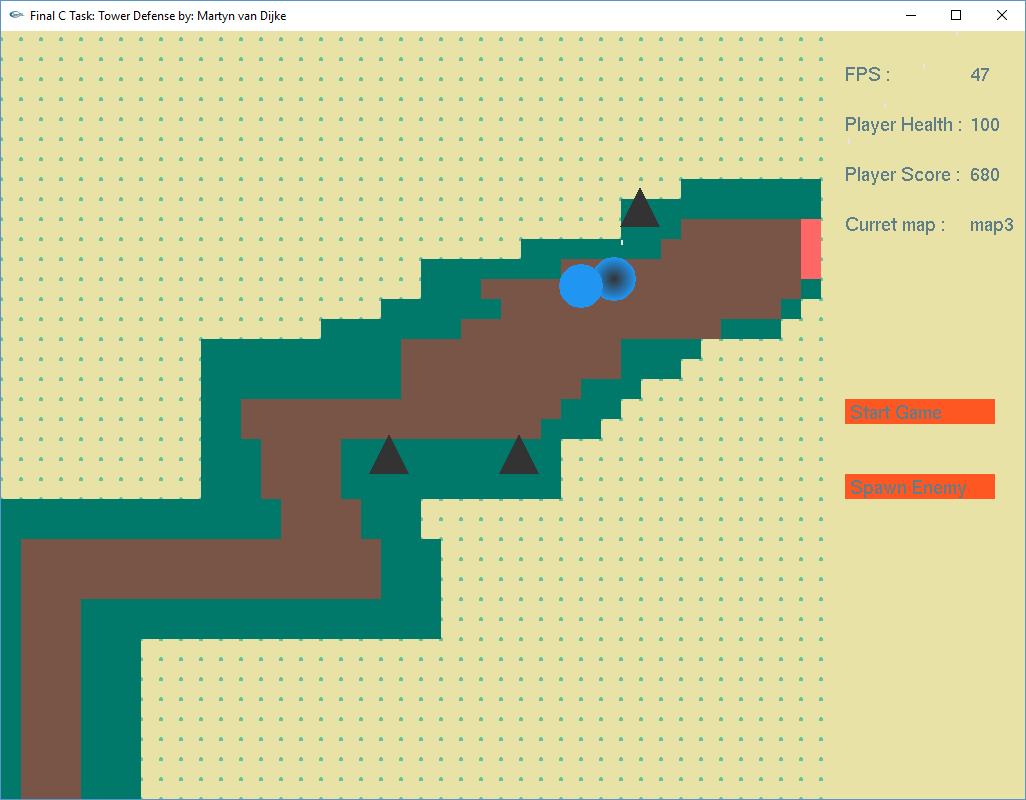 Final C Task: Tower Defense by: Martyn van Dijke
FPS : 47
Player Health : 100
Player Score : 680
Curret map : map3
Start Game
Spawn Enemy